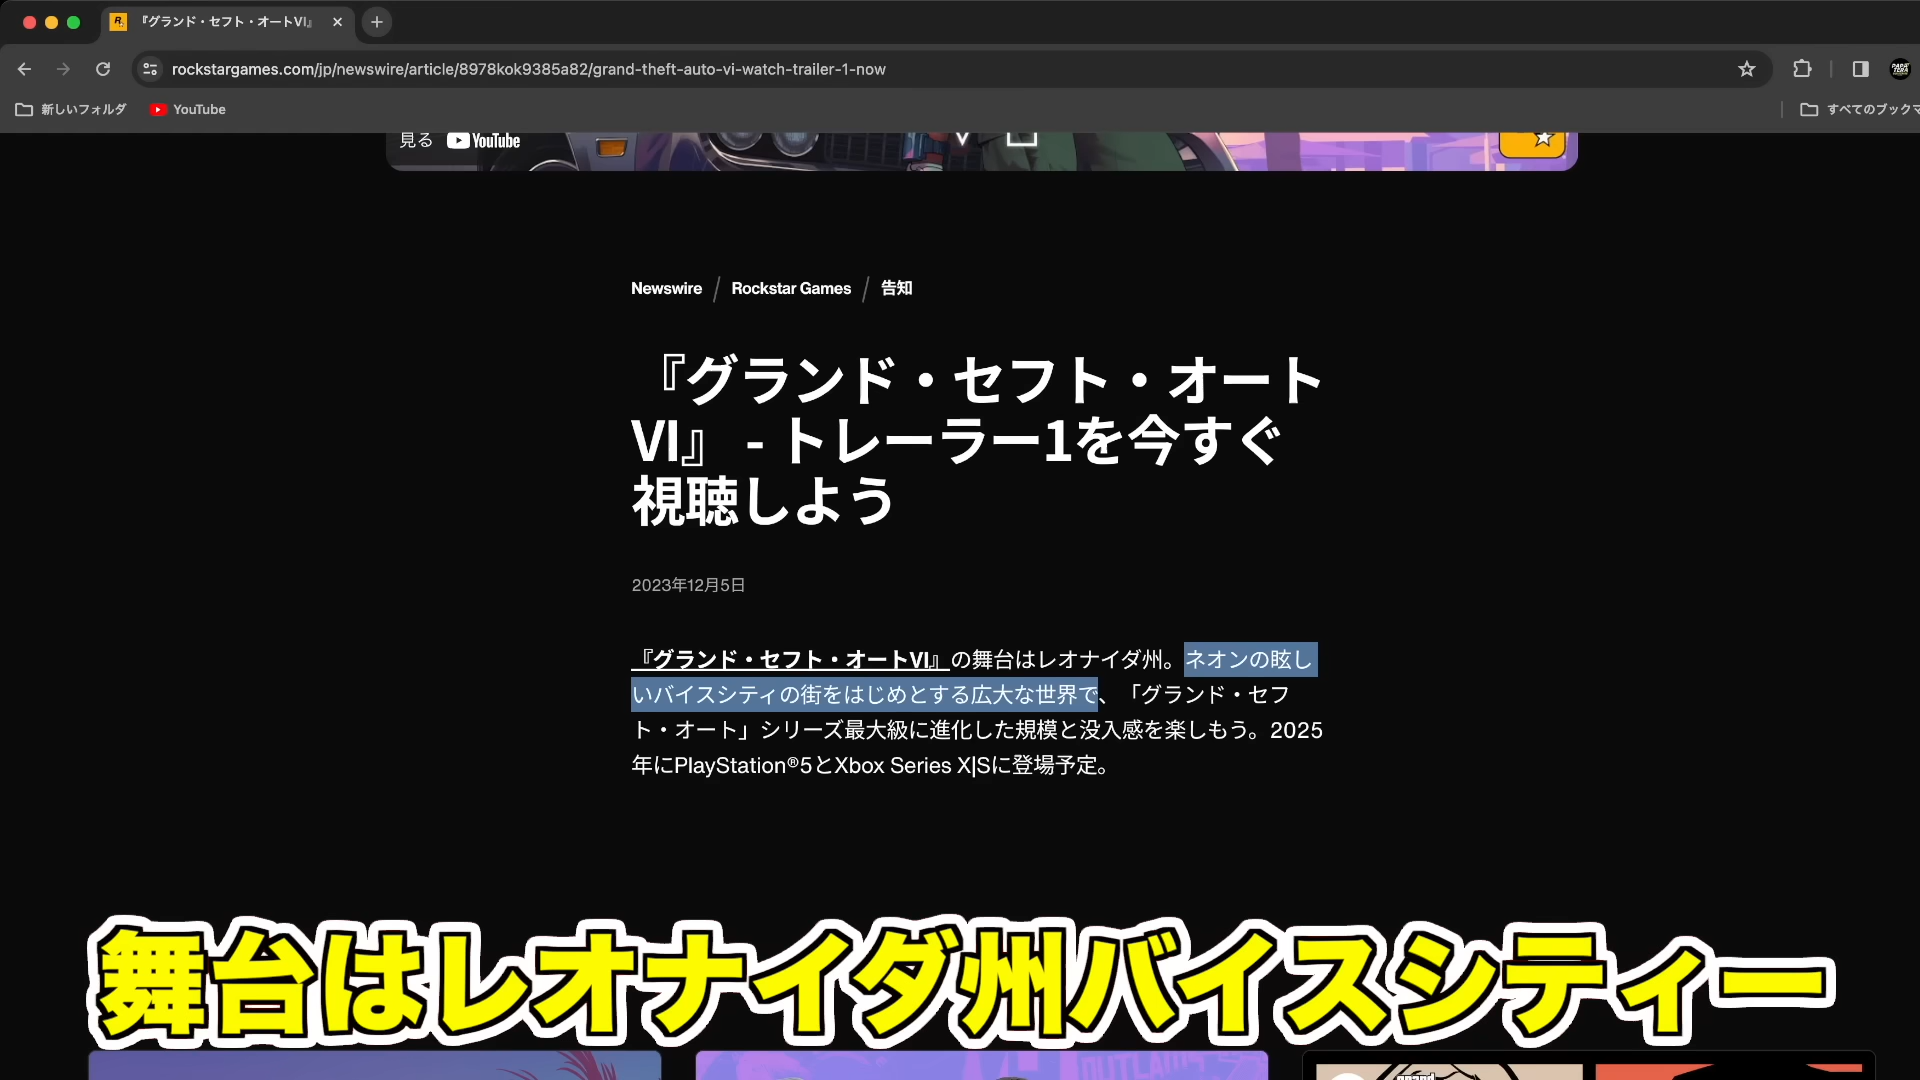 『グランド・セフト・オートVI』
rockstargames.com/jp/newswire/article/8978kok9385a82/grand-theft-auto-vi-watch-trailer-1-now
新しいフォルダ
YouTube
すべてのブックマ
見る YouTube
Newswire / Rockstar Games / 告知
『グランド・セフト・オート
VI』 - トレーラー1を今すぐ
視聴しよう
2023年12月5日
『グランド・セフト・オートVI』の舞台はレオナイダ州。ネオンの眩し
いバイスシティの街をはじめとする広大な世界で、「グランド・セフ
ト・オート」シリーズ最大級に進化した規模と没入感を楽しもう。2025
年にPlayStation®5とXbox Series X|Sに登場予定。
舞台はレオナイダ州バイスシティー
OUTLAW
grand